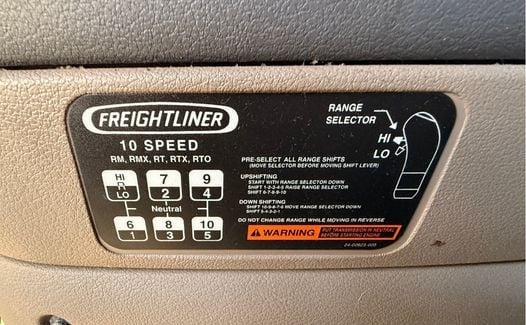 FREIGHTLINER
10 SPEED
RM, RMX, RT, RTX, RTO
HI 7 9
LO 2 4
Neutral
6 8 10
1 3 5
RANGE
SELECTOR
HI
LO
PRE-SELECT ALL RANGE SHIFTS
(MOVE SELECTOR BEFORE MOVING SHIFT LEVER)
UPSHIFTING
START WITH RANGE SELECTOR DOWN
SHIFT 1-2-3-4-5 RAISE RANGE SELECTOR
SHIFT 6-7-8-9-10
DOWN SHIFTING
SHIFT 10-9-8-7-6 MOVE RANGE SELECTOR DOWN
SHIFT 5-4-3-2-1
DO NOT CHANGE RANGE WHILE MOVING IN REVERSE
WARNING
PUT TRANSMISSION IN NEUTRAL
BEFORE STARTING ENGINE